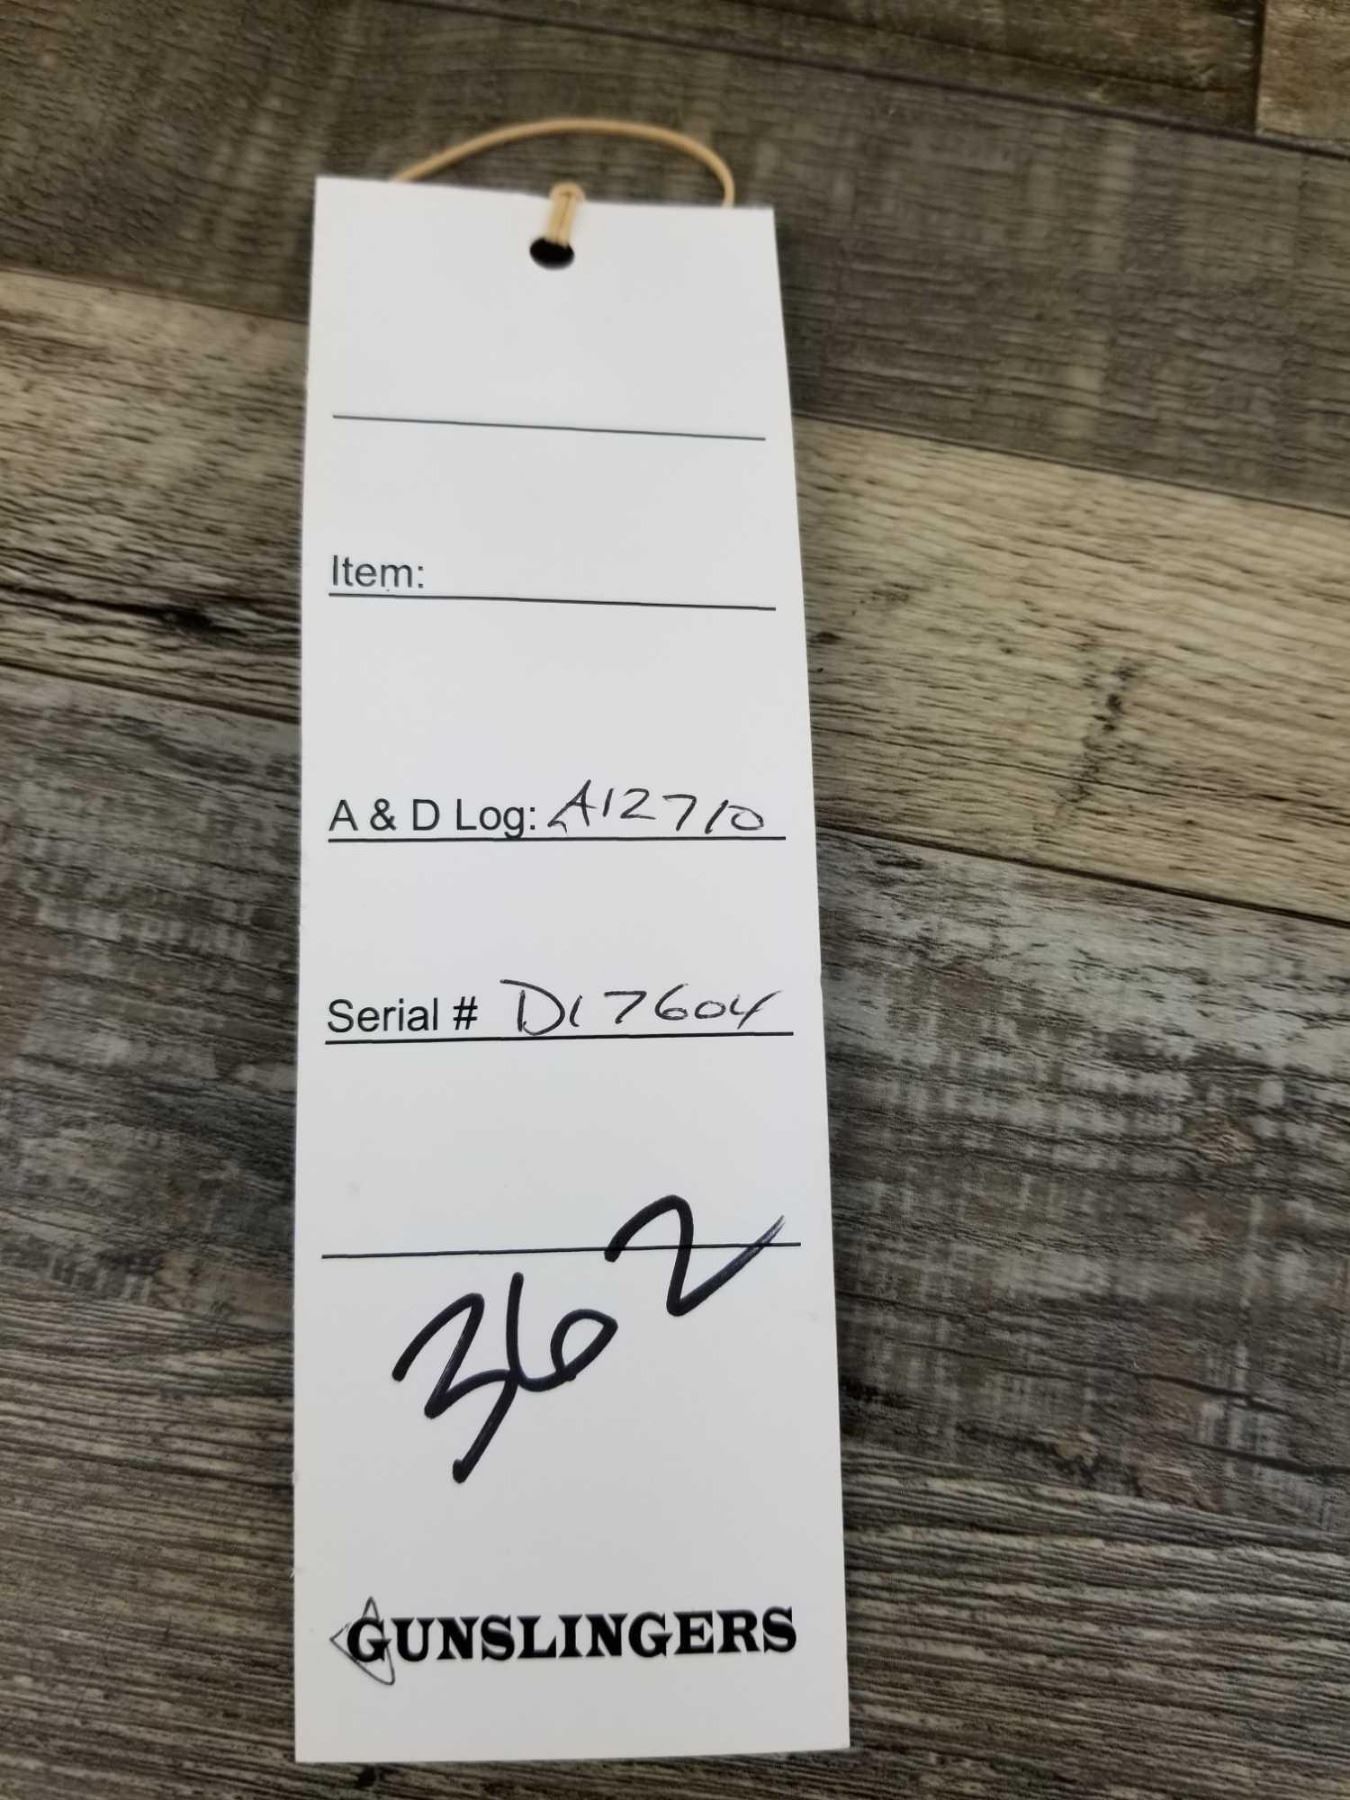 Item:
A & D Log: A12710
Serial # D17604
362
GUNSLINGERS